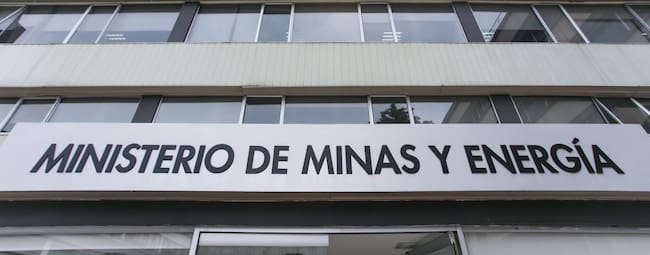 MINISTERIO DE MINAS Y ENERGÍA